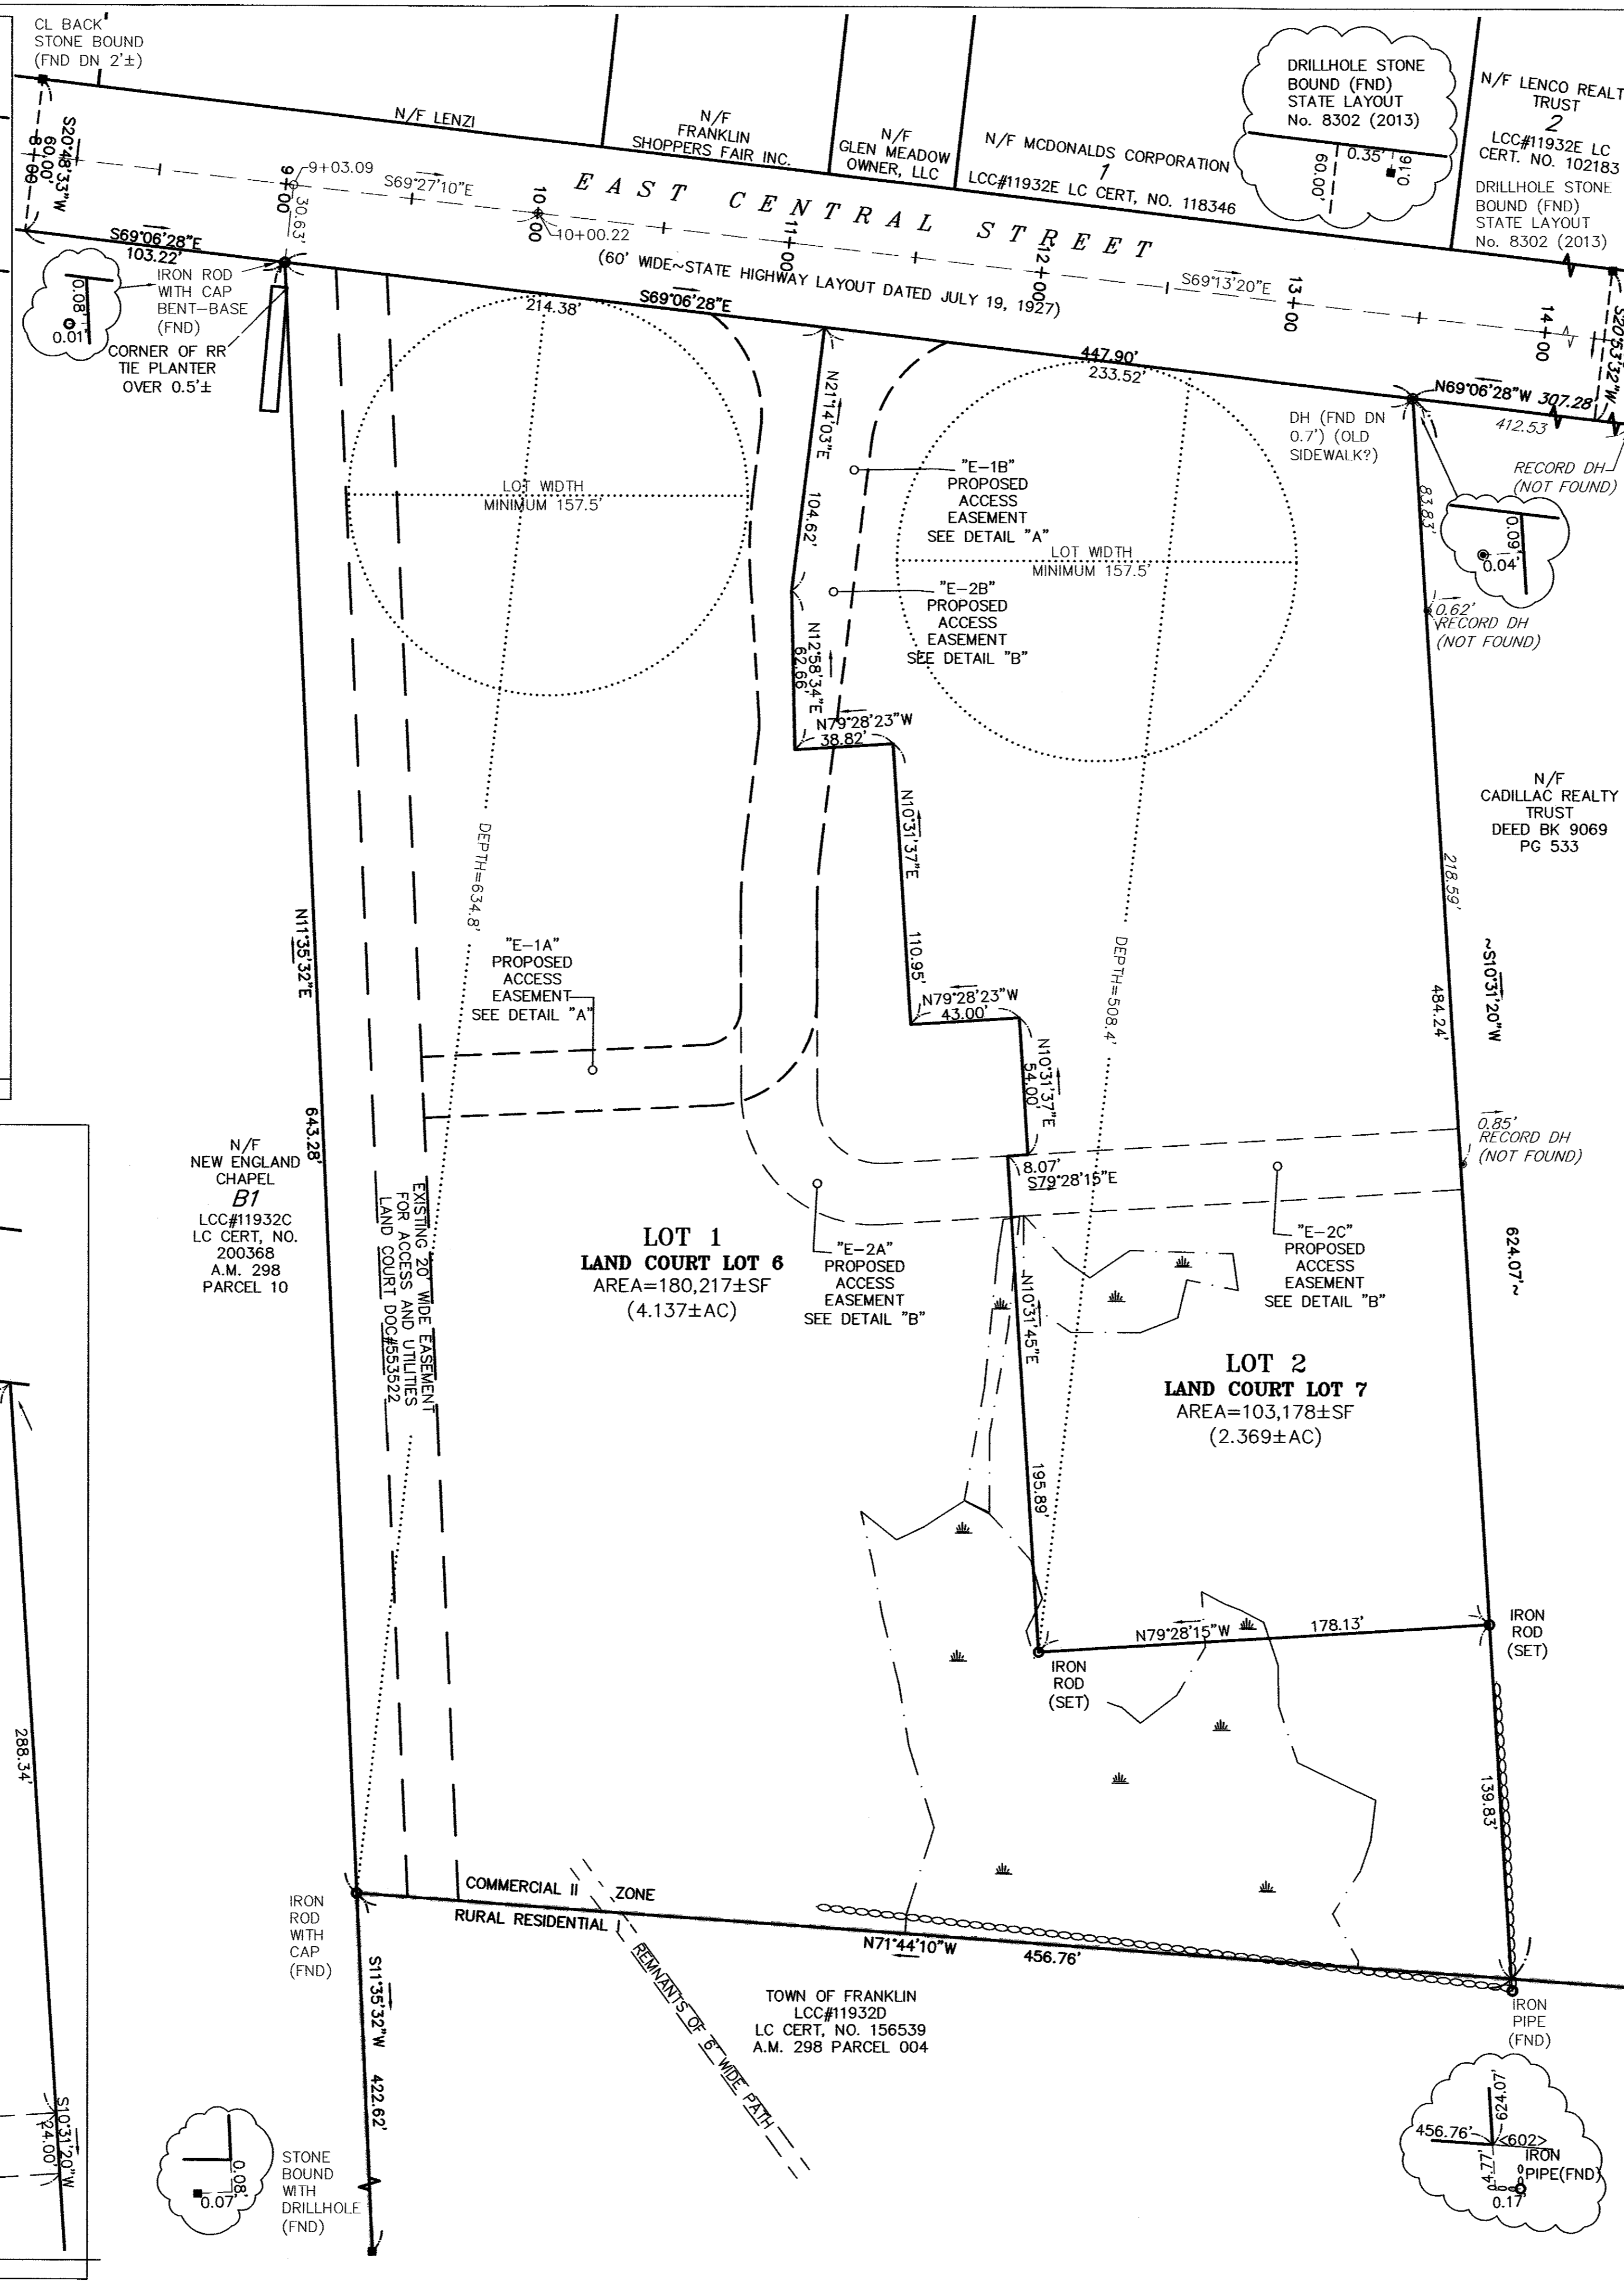 CL BACK
STONE BOUND
(FND DN 2'±)
S20°48'33"W
60.00'
8+00
N/F LENZI
N/F
FRANKLIN
SHOPPERS FAIR INC.
N/F
GLEN MEADOW
OWNER, LLC
N/F MCDONALDS CORPORATION
1
LCC#11932E LC CERT, NO. 118346
DRILLHOLE STONE
BOUND (FND)
STATE LAYOUT
No. 8302 (2013)
0.35'
0.16'
60.00'
N/F LENCO REALT
TRUST
2
LCC#11932E LC
CERT. NO. 102183
DRILLHOLE STONE
BOUND (FND)
STATE LAYOUT
No. 8302 (2013)
9+00
9+03.09
30.63'
S69°27'10"E
10+00
10+00.22
EAST CENTRAL STREET
11+00
12+00
(60' WIDE~STATE HIGHWAY LAYOUT DATED JULY 19, 1927)
S69°13'20"E
13+00
14+00
S20°53'32"W
S69°06'28"E
103.22'
IRON ROD
WITH CAP
BENT-BASE
(FND)
0.08'
0.01'
CORNER OF RR
TIE PLANTER
OVER 0.5'±
S69°06'28"E
214.38'
447.90'
233.52'
N69°06'28"W 307.28'
412.53
DH (FND DN
0.7') (OLD
SIDEWALK?)
RECORD DH
(NOT FOUND)
0.09'
0.04'
83.83'
0.62'
RECORD DH
(NOT FOUND)
LOT WIDTH
MINIMUM 157.5'
N21°14'03"E
104.62'
"E-1B"
PROPOSED
ACCESS
EASEMENT
SEE DETAIL "A"
LOT WIDTH
MINIMUM 157.5'
"E-2B"
PROPOSED
ACCESS
EASEMENT
SEE DETAIL "B"
N12°58'34"E
62.66'
N79°28'23"W
38.82'
N/F
CADILLAC REALTY
TRUST
DEED BK 9069
PG 533
DEPTH=634.8'
N10°31'37"E
110.95'
218.59'
N11°35'32"E
643.28'
"E-1A"
PROPOSED
ACCESS
EASEMENT
SEE DETAIL "A"
N79°28'23"W
43.00'
DEPTH=508.4'
~S10°31'20"W
624.07'~
484.24'
N10°31'37"E
54.00'
0.85'
RECORD DH
(NOT FOUND)
8.07'
S79°28'15"E
N/F
NEW ENGLAND
CHAPEL
B1
LCC#11932C
LC CERT, NO.
200368
A.M. 298
PARCEL 10
EXISTING 20' WIDE EASEMENT
FOR ACCESS AND UTILITIES
LAND COURT DOC#553522
LOT 1
LAND COURT LOT 6
AREA=180,217±SF
(4.137±AC)
"E-2A"
PROPOSED
ACCESS
EASEMENT
SEE DETAIL "B"
"E-2C"
PROPOSED
ACCESS
EASEMENT
SEE DETAIL "B"
N10°31'45"E
195.89'
LOT 2
LAND COURT LOT 7
AREA=103,178±SF
(2.369±AC)
N79°28'15"W
178.13'
IRON
ROD
(SET)
IRON
ROD
(SET)
288.34'
139.83'
IRON
ROD
WITH
CAP
(FND)
COMMERCIAL II ZONE
RURAL RESIDENTIAL I
N71°44'10"W
456.76'
REMNANTS OF 6' WIDE PATH
TOWN OF FRANKLIN
LCC#11932D
LC CERT, NO. 156539
A.M. 298 PARCEL 004
S11°35'32"W
422.62'
IRON
PIPE
(FND)
S10°31'20"W
24.00'
0.08'
0.07'
STONE
BOUND
WITH
DRILLHOLE
(FND)
624.07'
456.76'
<602>
IRON
PIPE(FND)
4.77'
0.17'